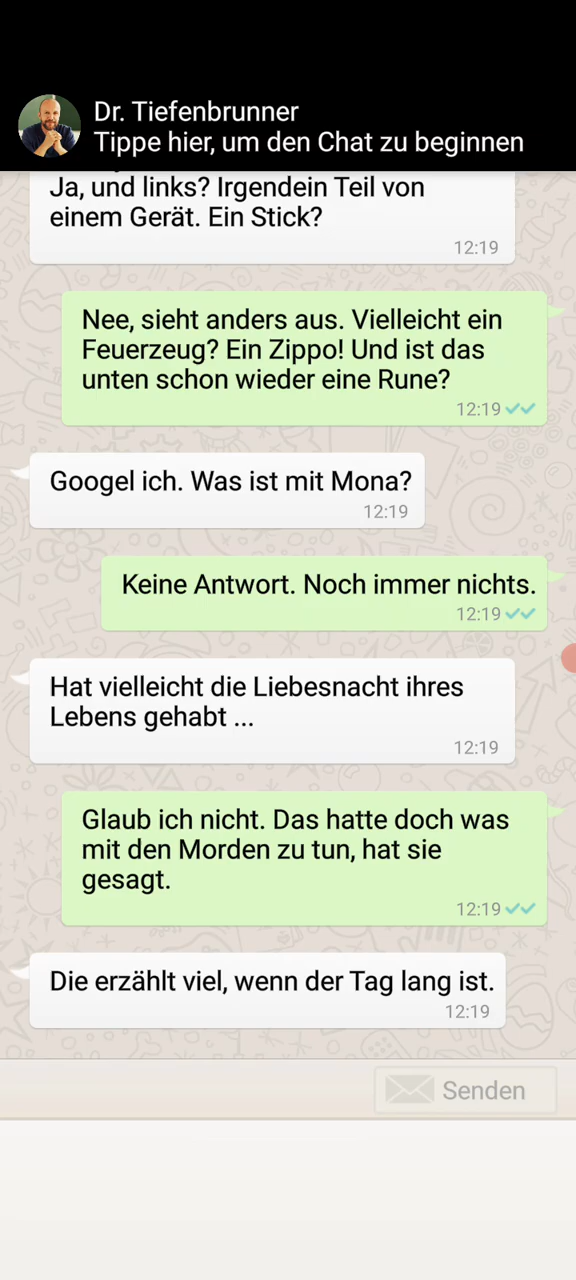 Dr. Tiefenbrunner
Tippe hier, um den Chat zu beginnen
Ja, und links? Irgendein Teil von
einem Gerät. Ein Stick?
12:19
Nee, sieht anders aus. Vielleicht ein
Feuerzeug? Ein Zippo! Und ist das
unten schon wieder eine Rune?
12:19
Googel ich. Was ist mit Mona?
12:19
Keine Antwort. Noch immer nichts.
12:19
Hat vielleicht die Liebesnacht ihres
Lebens gehabt ...
12:19
Glaub ich nicht. Das hatte doch was
mit den Morden zu tun, hat sie
gesagt.
12:19
Die erzählt viel, wenn der Tag lang ist.
12:19
Senden